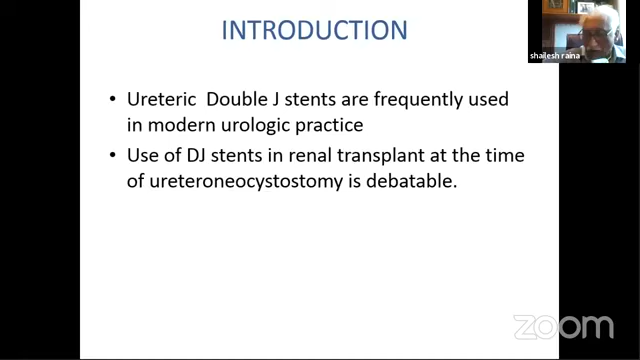 INTRODUCTION
• Ureteric Double J stents are frequently used
in modern urologic practice
• Use of DJ stents in renal transplant at the time
of ureteroneocystostomy is debatable.
shailesh raina
zoom